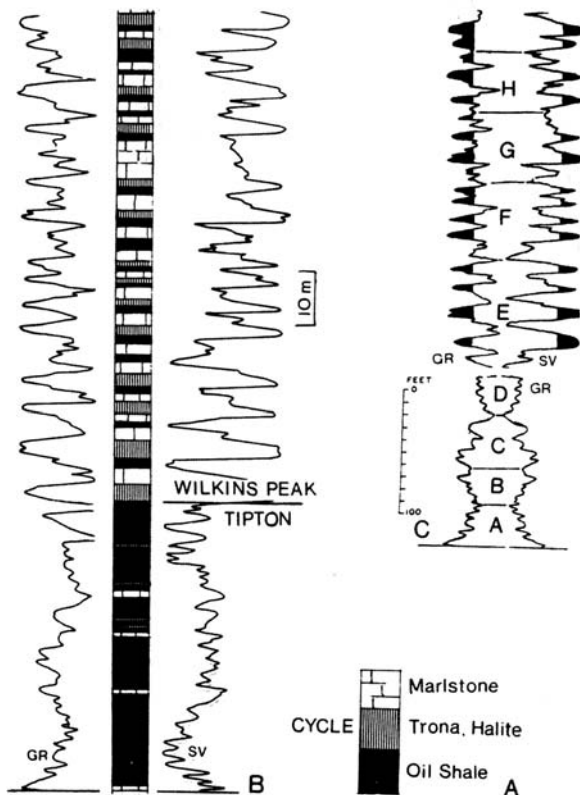 H
G
F
10 m
E
GR
SV
FEET
0
D
GR
C
B
100
C
A
WILKINS PEAK
TIPTON
Marlstone
CYCLE
Trona, Halite
GR
SV
B
Oil Shale
A